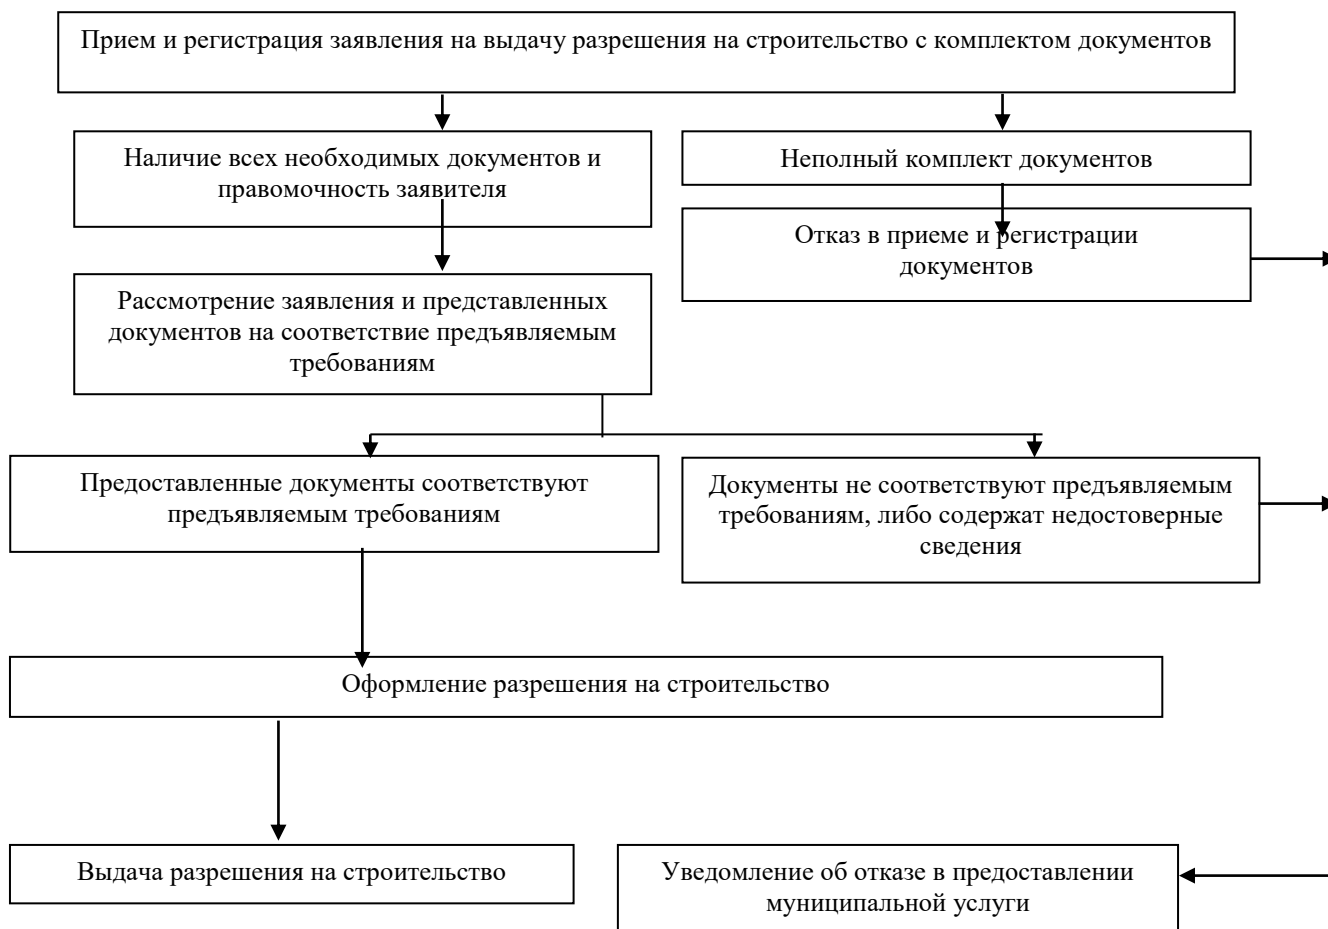 Прием и регистрация заявления на выдачу разрешения на строительство с комплектом документов
Наличие всех необходимых документов и
правомочность заявителя
Неполный комплект документов
Отказ в приеме и регистрации
документов
Рассмотрение заявления и представленных
документов на соответствие предъявляемым
требованиям
Предоставленные документы соответствуют
предъявляемым требованиям
Документы не соответствуют предъявляемым
требованиям, либо содержат недостоверные
сведения
Оформление разрешения на строительство
Выдача разрешения на строительство
Уведомление об отказе в предоставлении
муниципальной услуги